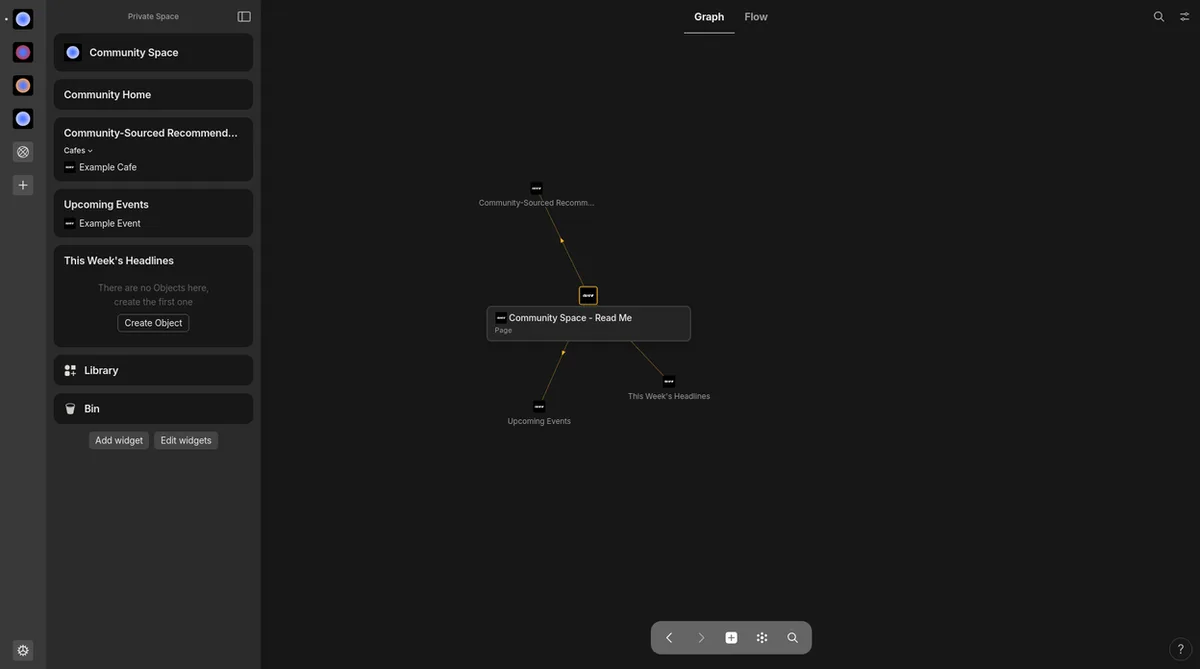 Private Space
Community Space
Community Home
Community-Sourced Recommend...
Cafes
Example Cafe
Upcoming Events
Example Event
This Week's Headlines
There are no Objects here,
create the first one
Create Object
Library
Bin
Add widget
Edit widgets
Graph
Flow
Community-Sourced Recomm...
Community Space - Read Me
Page
This Week's Headlines
Upcoming Events
?